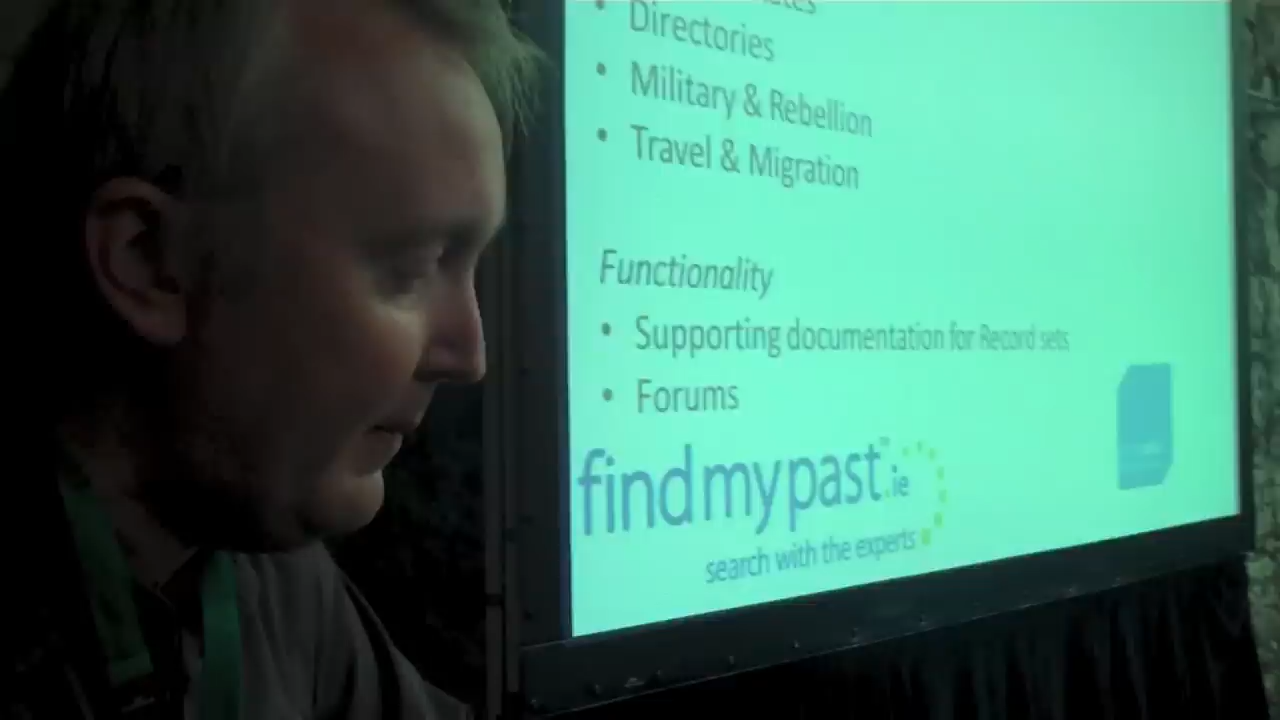 • Directories
• Military & Rebellion
• Travel & Migration
Functionality
• Supporting documentation for Record sets
• Forums
findmypast.ie
search with the experts